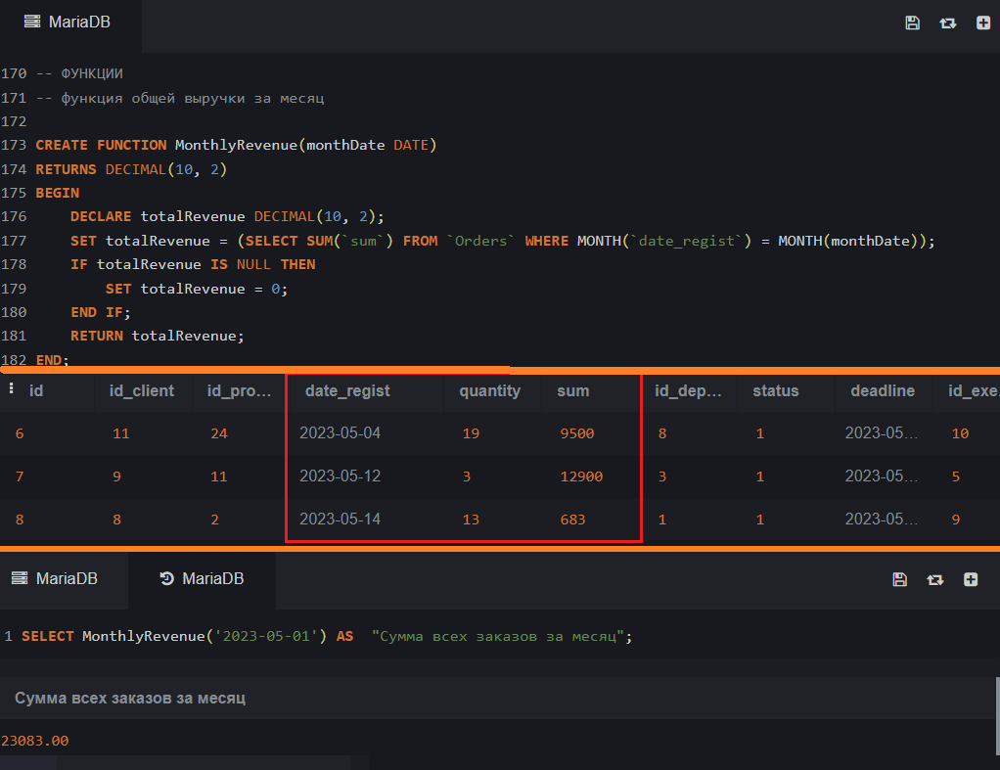 MariaDB
170 -- ФУНКЦИИ
171 -- функция общей выручки за месяц
172
173 CREATE FUNCTION MonthlyRevenue(monthDate DATE)
174 RETURNS DECIMAL(10, 2)
175 BEGIN
176 DECLARE totalRevenue DECIMAL(10, 2);
177 SET totalRevenue = (SELECT SUM(`sum`) FROM `Orders` WHERE MONTH(`date_regist`) = MONTH(monthDate));
178 IF totalRevenue IS NULL THEN
179 SET totalRevenue = 0;
180 END IF;
181 RETURN totalRevenue;
182 END;
id id_client id_pro... date_regist quantity sum id_dep... status deadline id_exe.
6 11 24 2023-05-04 19 9500 8 1 2023-05... 10
7 9 11 2023-05-12 3 12900 3 1 2023-05... 5
8 8 2 2023-05-14 13 683 1 1 2023-05... 9
MariaDB MariaDB
1 SELECT MonthlyRevenue('2023-05-01') AS "Сумма всех заказов за месяц";
Сумма всех заказов за месяц
23083.00